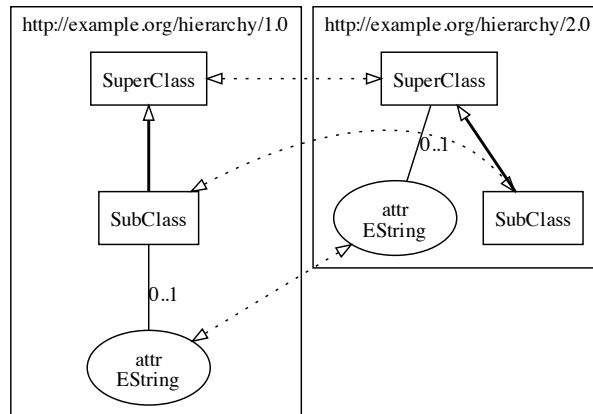 http://example.org/hierarchy/1.0
SuperClass
SubClass
0..1
attr
EString
http://example.org/hierarchy/2.0
SuperClass
0..1
attr
EString
SubClass